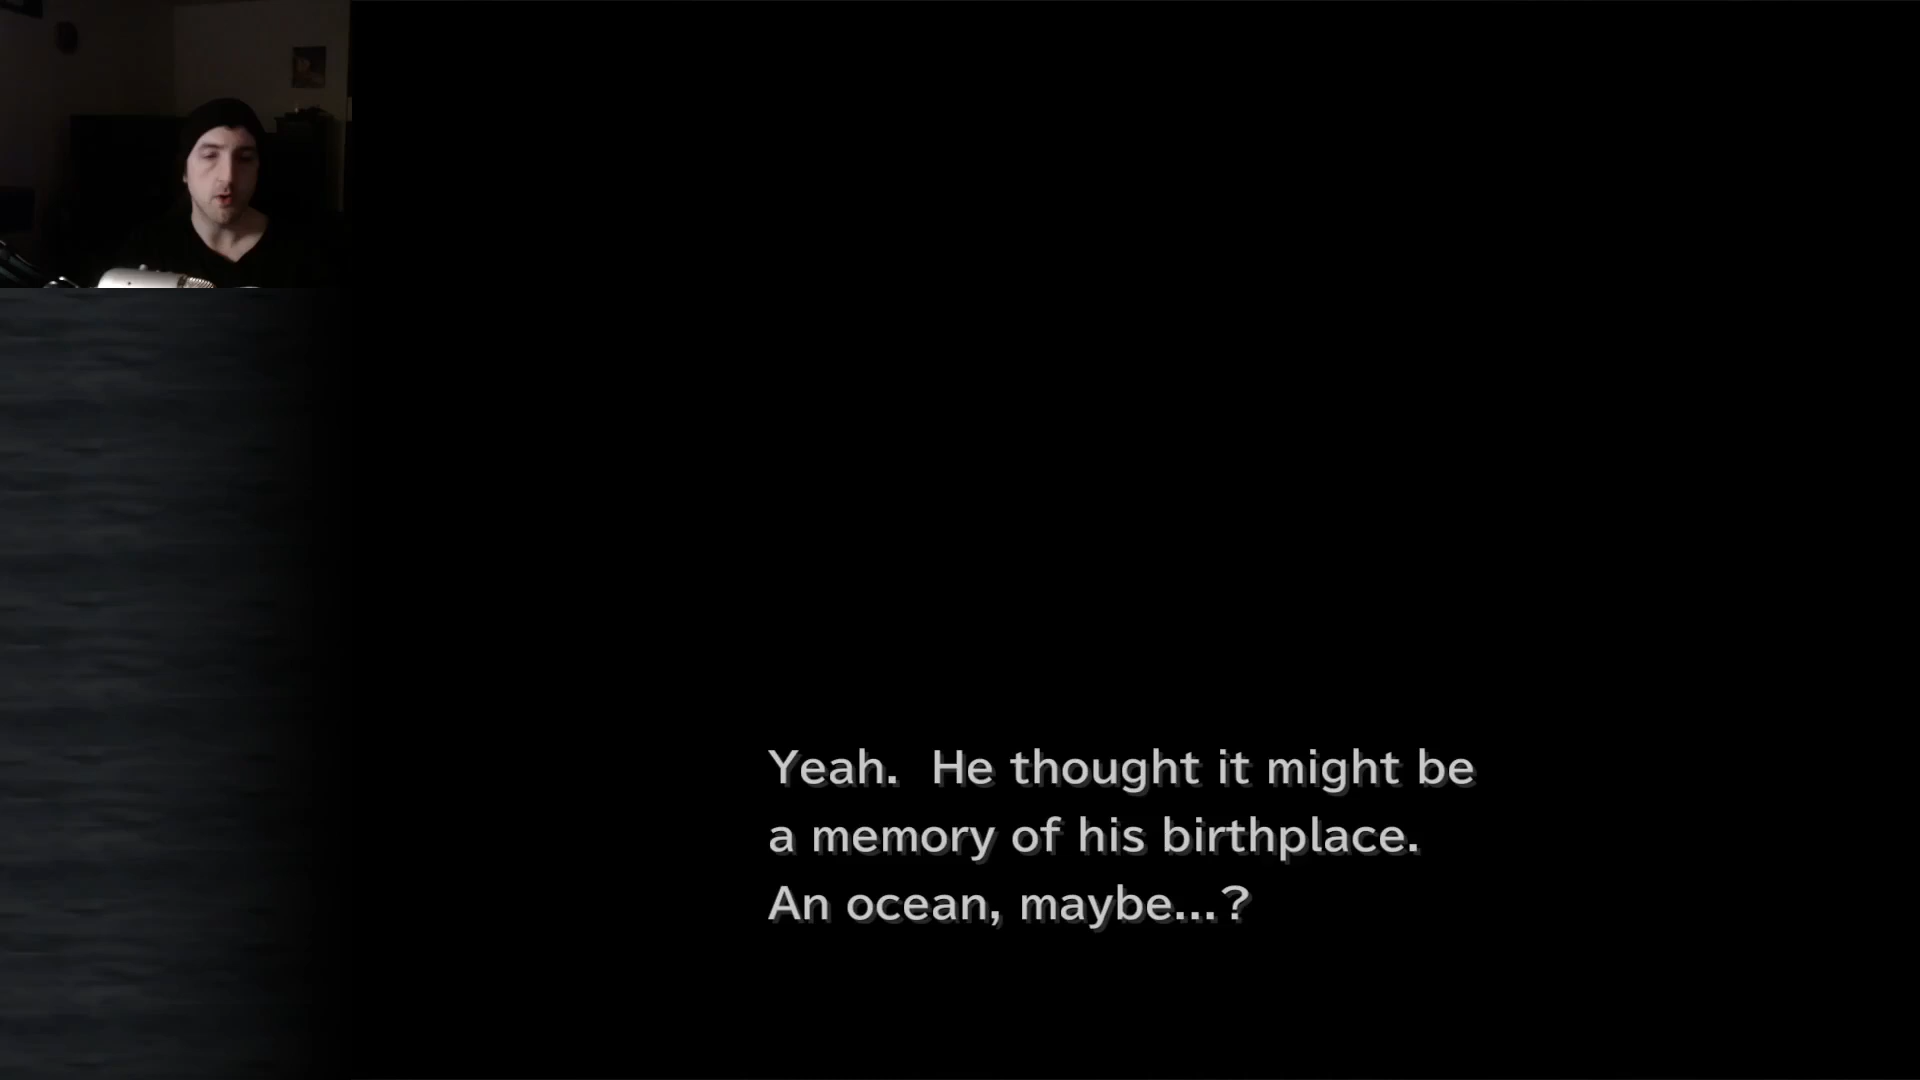 Yeah.  He thought it might be
a memory of his birthplace.
An ocean, maybe...?